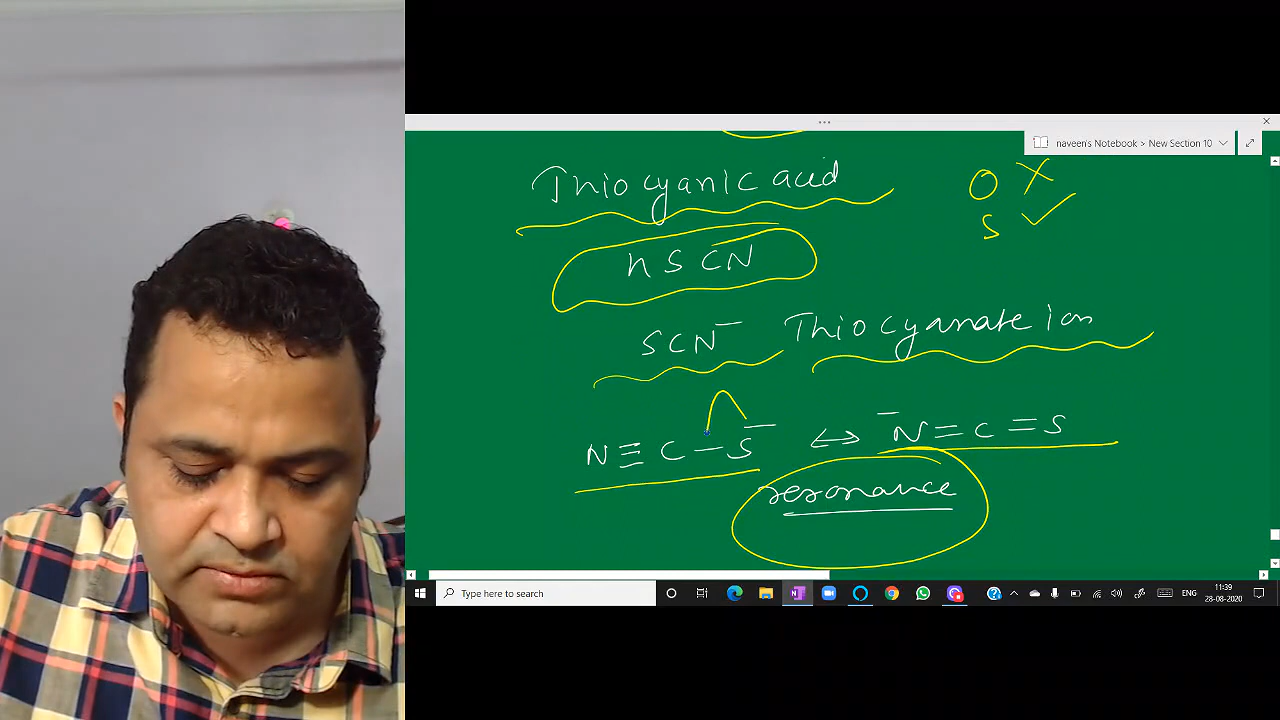 naveen's Notebook > New Section 10
Thiocyanic acid
O X
S ✓
hSCN
SCN⁻ Thiocyanate ion
N≡C–S⁻ ↔ ⁻N=C=S
resonance
Type here to search
ENG
11:39
28-08-2020